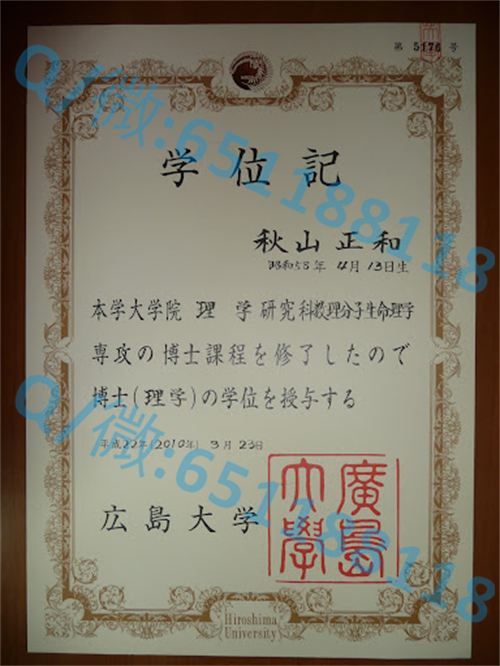 第 5176 号
学位記
秋山正和
昭和58年 4月 13日生
本学大学院 理 学 研究科数理分子生命理学
専攻の博士課程を修了したので
博士(理学)の学位を授与する
平成22年(2010年) 3月 23日
広島大学
廣島
大學
Hiroshima
University
Q/微:651188118
Q/微:651188118